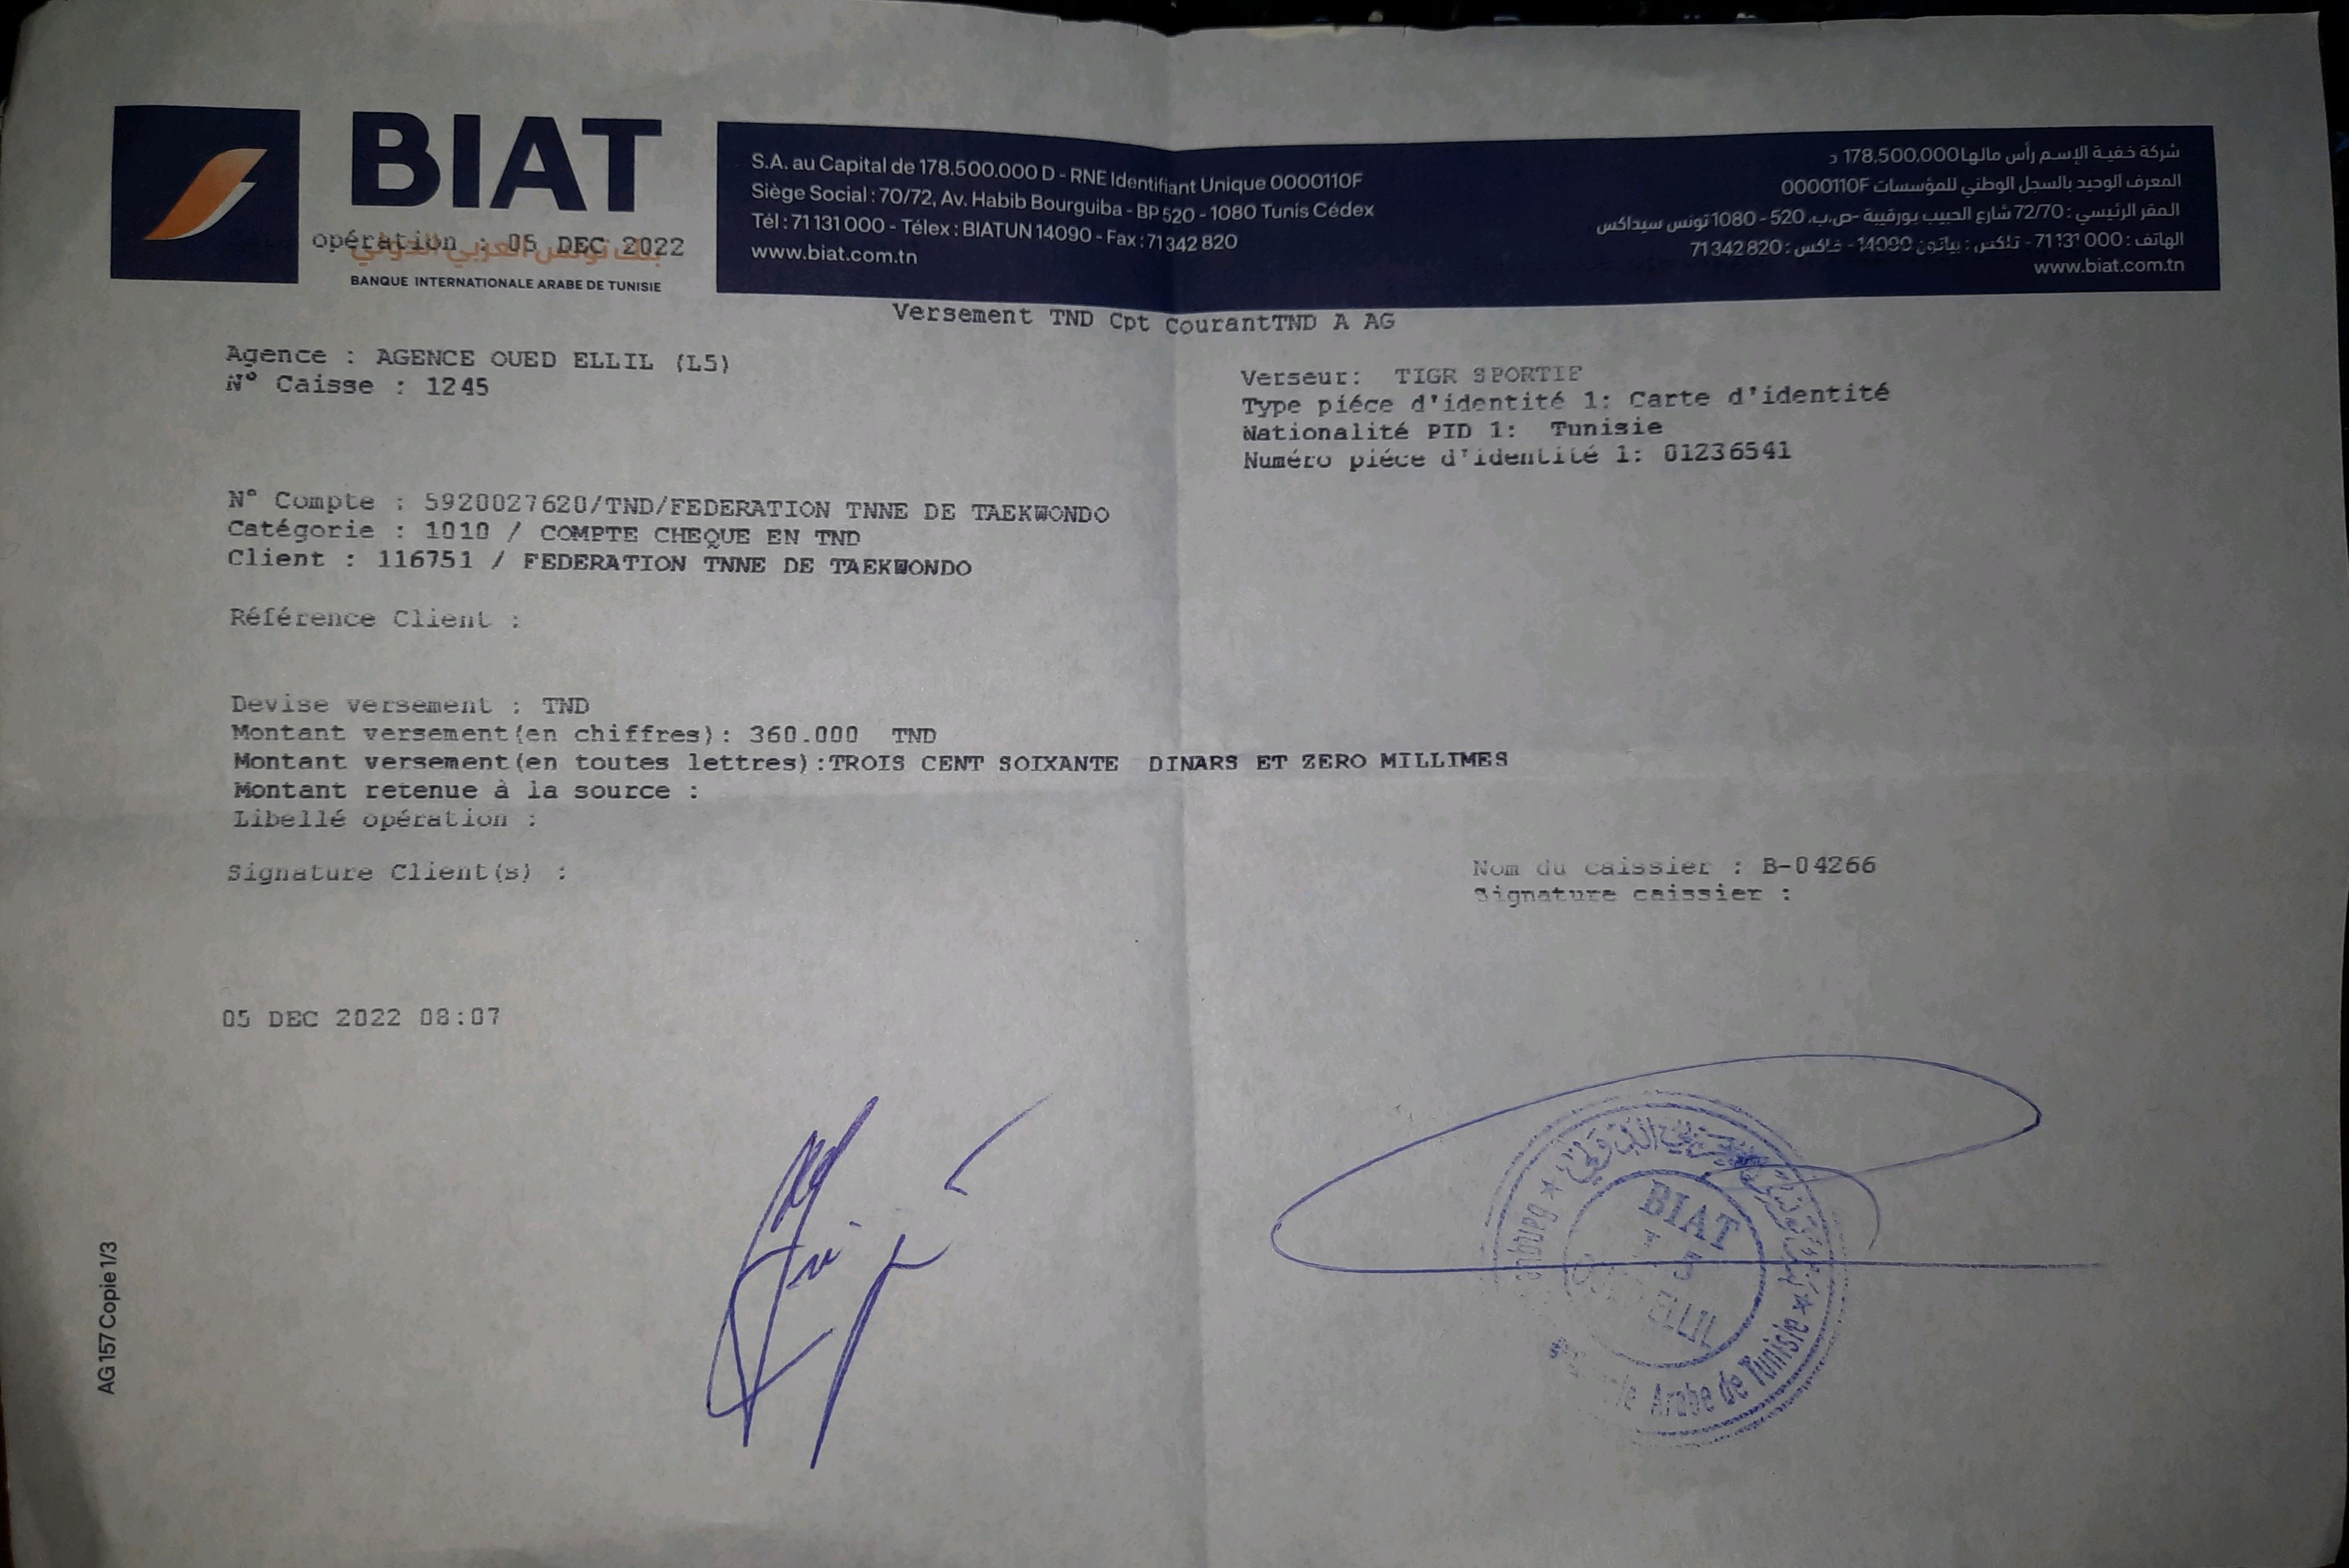 BIAT
opération : 05 DEC 2022
بنك تونس العربي الدولي
BANQUE INTERNATIONALE ARABE DE TUNISIE
S.A. au Capital de 178.500.000 D - RNE Identifiant Unique 0000110F
Siège Social : 70/72, Av. Habib Bourguiba - BP 520 - 1080 Tunis Cédex
Tél : 71 131 000 - Télex : BIATUN 14090 - Fax : 71 342 820
www.biat.com.tn
شركة خفية الإسم رأس مالها 178.500.000 د
المعرف الوحيد بالسجل الوطني للمؤسسات 0000110F
المقر الرئيسي : 72/70 شارع الحبيب بورقيبة -ص.ب. 520 - 1080 تونس سيداكس
الهاتف : 000 131 71 - تلكس : بياتون 14090 - فاكس : 820 342 71
www.biat.com.tn
Versement TND Cpt CourantTND A AG
Agence : AGENCE OUED ELLIL (L5)
N° Caisse : 1245
Verseur: TIGR SPORTIF
Type piéce d'identité 1: Carte d'identité
Nationalité PID 1: Tunisie
Numéro piéce d'identité 1: 01236541
N° Compte : 5920027620/TND/FEDERATION TNNE DE TAEKWONDO
Catégorie : 1010 / COMPTE CHEQUE EN TND
Client : 116751 / FEDERATION TNNE DE TAEKWONDO
Référence Client :
Devise versement : TND
Montant versement(en chiffres): 360.000 TND
Montant versement(en toutes lettres):TROIS CENT SOIXANTE DINARS ET ZERO MILLIMES
Montant retenue à la source :
Libellé opération :
Signature Client(s) :
Nom du caissier : B-04266
Signature caissier :
05 DEC 2022 08:07
BIAT
ELLIL
Banque
Arabe de Tunisie
AG 157 Copie 1/3